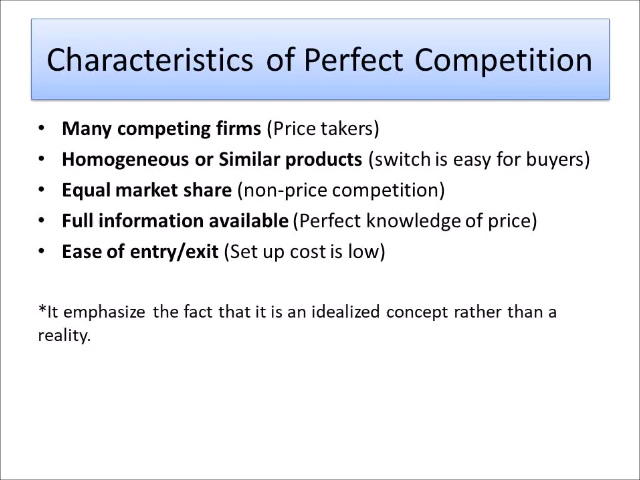 Characteristics of Perfect Competition
• Many competing firms (Price takers)
• Homogeneous or Similar products (switch is easy for buyers)
• Equal market share (non-price competition)
• Full information available (Perfect knowledge of price)
• Ease of entry/exit (Set up cost is low)
*It emphasize the fact that it is an idealized concept rather than a
reality.